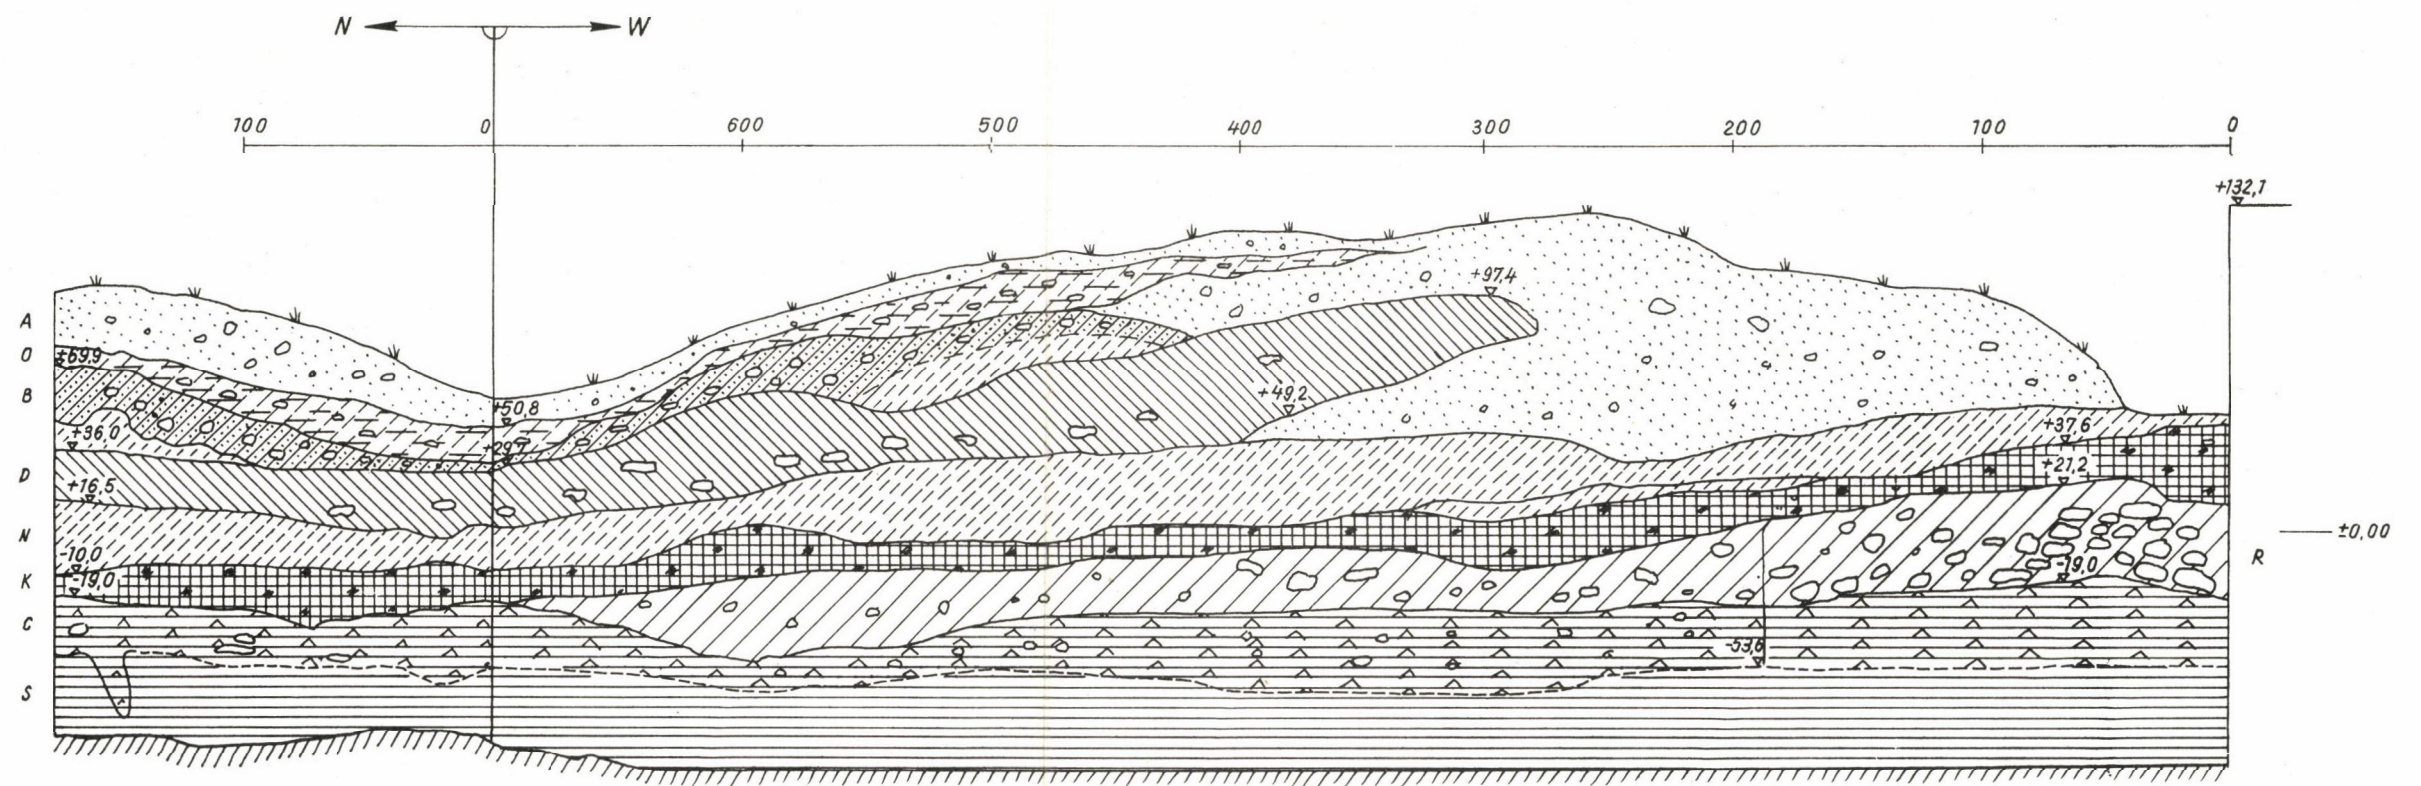 N W
100 0 600 500 400 300 200 100 0
+132,1
+97,4
A
O +69,9
B +50,8 +49,2
+36,0 +29,7 +37,6
D +21,2
+16,5
N ±0,00
-10,0 R
K -19,0 -19,0
C
-53,6
S